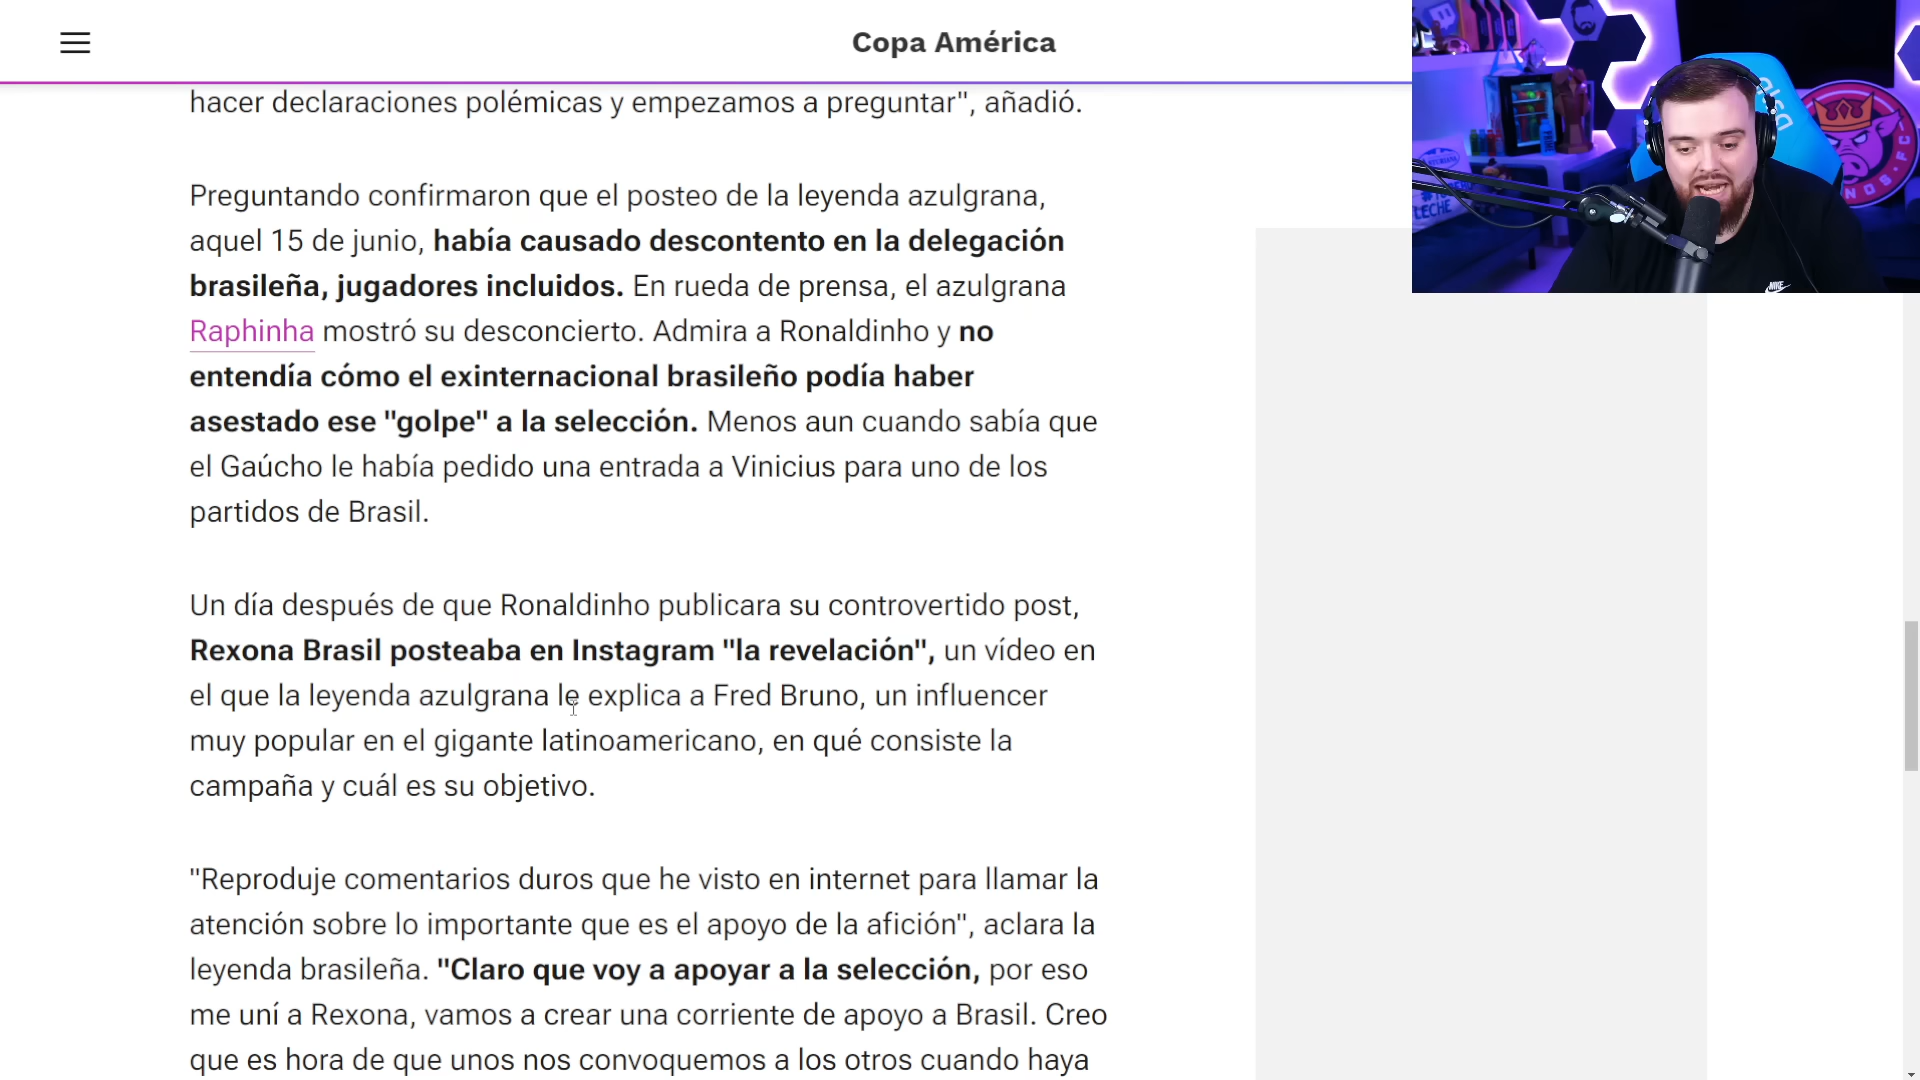 Copa América
hacer declaraciones polémicas y empezamos a preguntar", añadió.
Preguntando confirmaron que el posteo de la leyenda azulgrana,
aquel 15 de junio, había causado descontento en la delegación
brasileña, jugadores incluidos. En rueda de prensa, el azulgrana
Raphinha mostró su desconcierto. Admira a Ronaldinho y no
entendía cómo el exinternacional brasileño podía haber
asestado ese "golpe" a la selección. Menos aun cuando sabía que
el Gaúcho le había pedido una entrada a Vinicius para uno de los
partidos de Brasil.
Un día después de que Ronaldinho publicara su controvertido post,
Rexona Brasil posteaba en Instagram "la revelación", un vídeo en
el que la leyenda azulgrana le explica a Fred Bruno, un influencer
muy popular en el gigante latinoamericano, en qué consiste la
campaña y cuál es su objetivo.
"Reproduje comentarios duros que he visto en internet para llamar la
atención sobre lo importante que es el apoyo de la afición", aclara la
leyenda brasileña. "Claro que voy a apoyar a la selección, por eso
me uní a Rexona, vamos a crear una corriente de apoyo a Brasil. Creo
que es hora de que unos nos convoquemos a los otros cuando haya
LECHE
NIKE